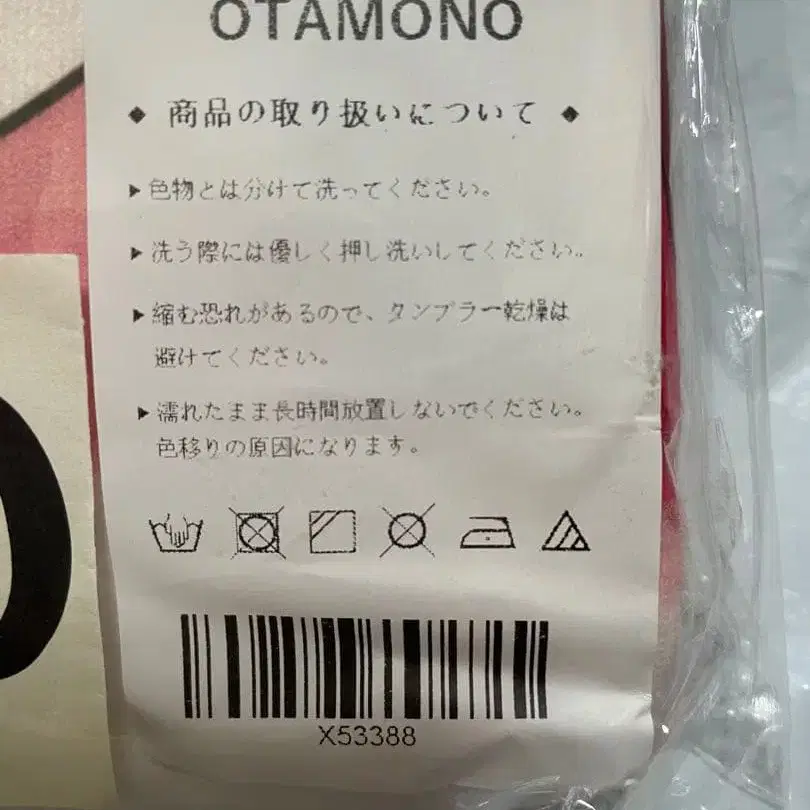 OTAMONO
◆ 商品の取り扱いについて ◆
▶色物とは分けて洗ってください。
▶洗う際には優しく押し洗いしてください。
▶縮む恐れがあるので、タンブラー乾燥は
避けてください。
▶濡れたまま長時間放置しないでください。
色移りの原因になります。
X53388